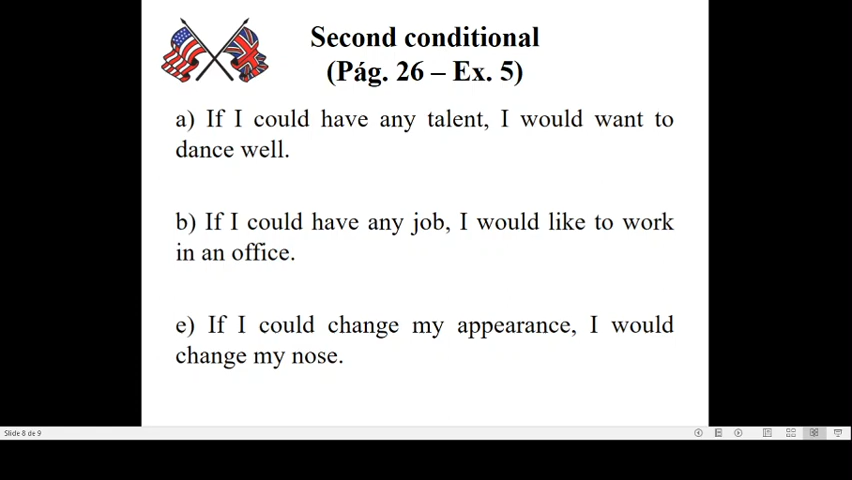 Second conditional
(Pág. 26 – Ex. 5)
a) If I could have any talent, I would want to
dance well.
b) If I could have any job, I would like to work
in an office.
e) If I could change my appearance, I would
change my nose.
Slide 8 de 9